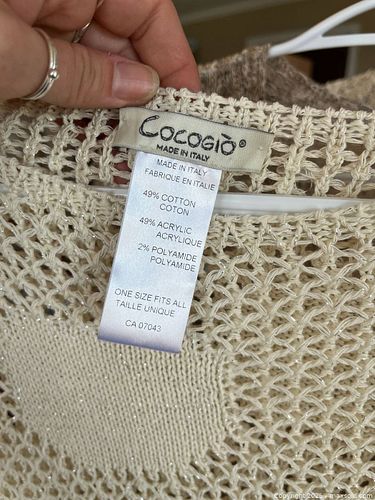 COCOGIÒ®
MADE IN ITALY
MADE IN ITALY
FABRIQUE EN ITALIE
49% COTTON
COTON
49% ACRYLIC
ACRYLIQUE
2% POLYAMIDE
POLYAMIDE
ONE SIZE FITS ALL
TAILLE UNIQUE
CA 07043